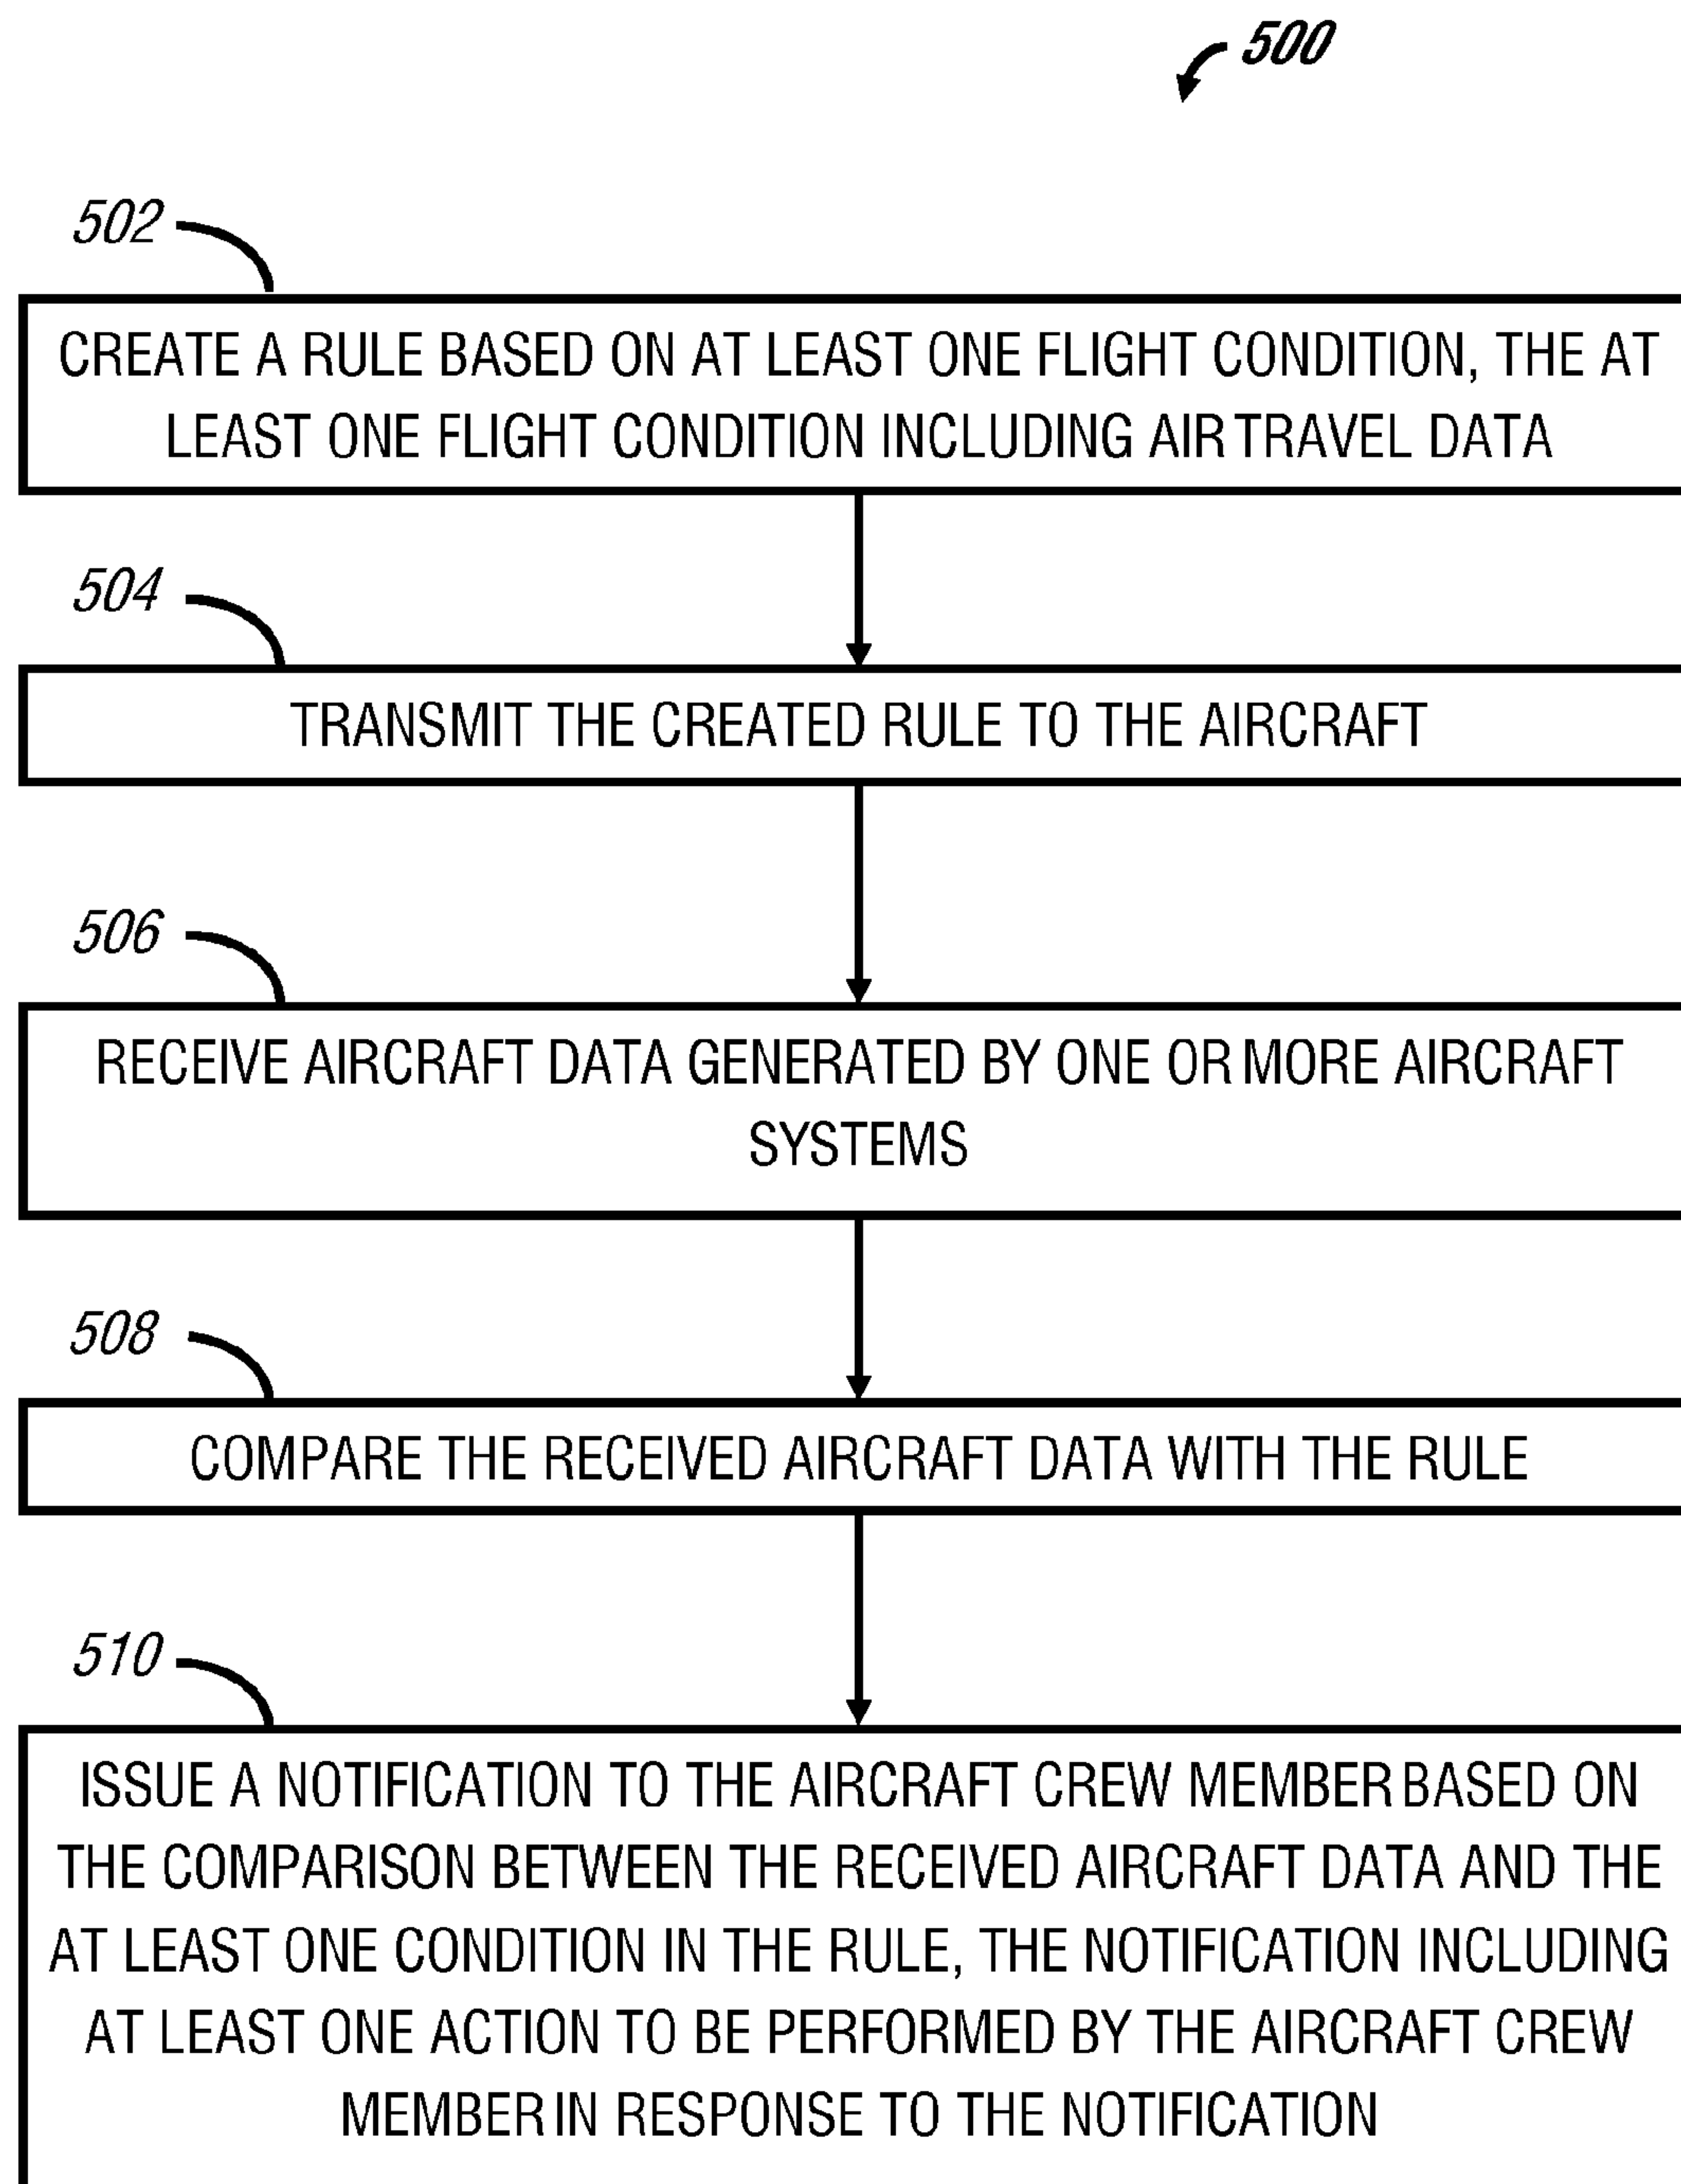 500
502
CREATE A RULE BASED ON AT LEAST ONE FLIGHT CONDITION, THE AT
LEAST ONE FLIGHT CONDITION INCLUDING AIR TRAVEL DATA
504
TRANSMIT THE CREATED RULE TO THE AIRCRAFT
506
RECEIVE AIRCRAFT DATA GENERATED BY ONE OR MORE AIRCRAFT
SYSTEMS
508
COMPARE THE RECEIVED AIRCRAFT DATA WITH THE RULE
510
ISSUE A NOTIFICATION TO THE AIRCRAFT CREW MEMBER BASED ON
THE COMPARISON BETWEEN THE RECEIVED AIRCRAFT DATA AND THE
AT LEAST ONE CONDITION IN THE RULE, THE NOTIFICATION INCLUDING
AT LEAST ONE ACTION TO BE PERFORMED BY THE AIRCRAFT CREW
MEMBER IN RESPONSE TO THE NOTIFICATION